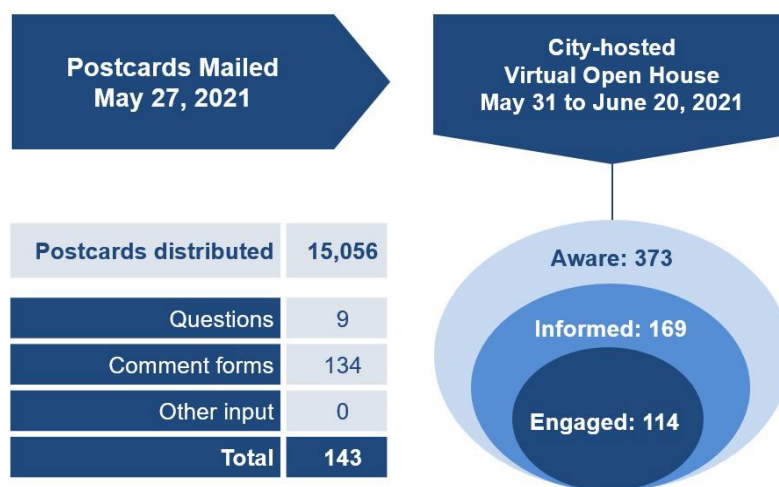 Postcards Mailed
May 27, 2021
City-hosted
Virtual Open House
May 31 to June 20, 2021
Postcards distributed 15,056
Questions 9
Comment forms 134
Other input 0
Total 143
Aware: 373
Informed: 169
Engaged: 114